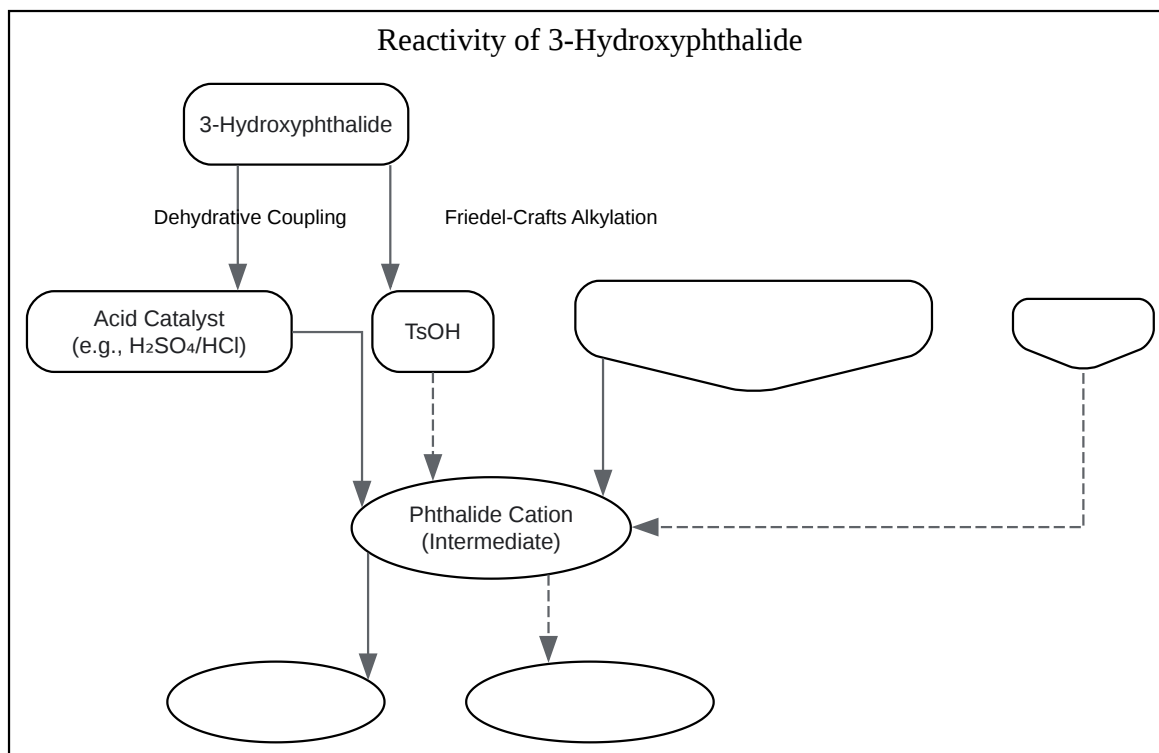 Reactivity of 3-Hydroxyphthalide
3-Hydroxyphthalide
Dehydrative Coupling
Friedel-Crafts Alkylation
Acid Catalyst
(e.g., H₂SO₄/HCl)
TsOH
Phthalide Cation
(Intermediate)